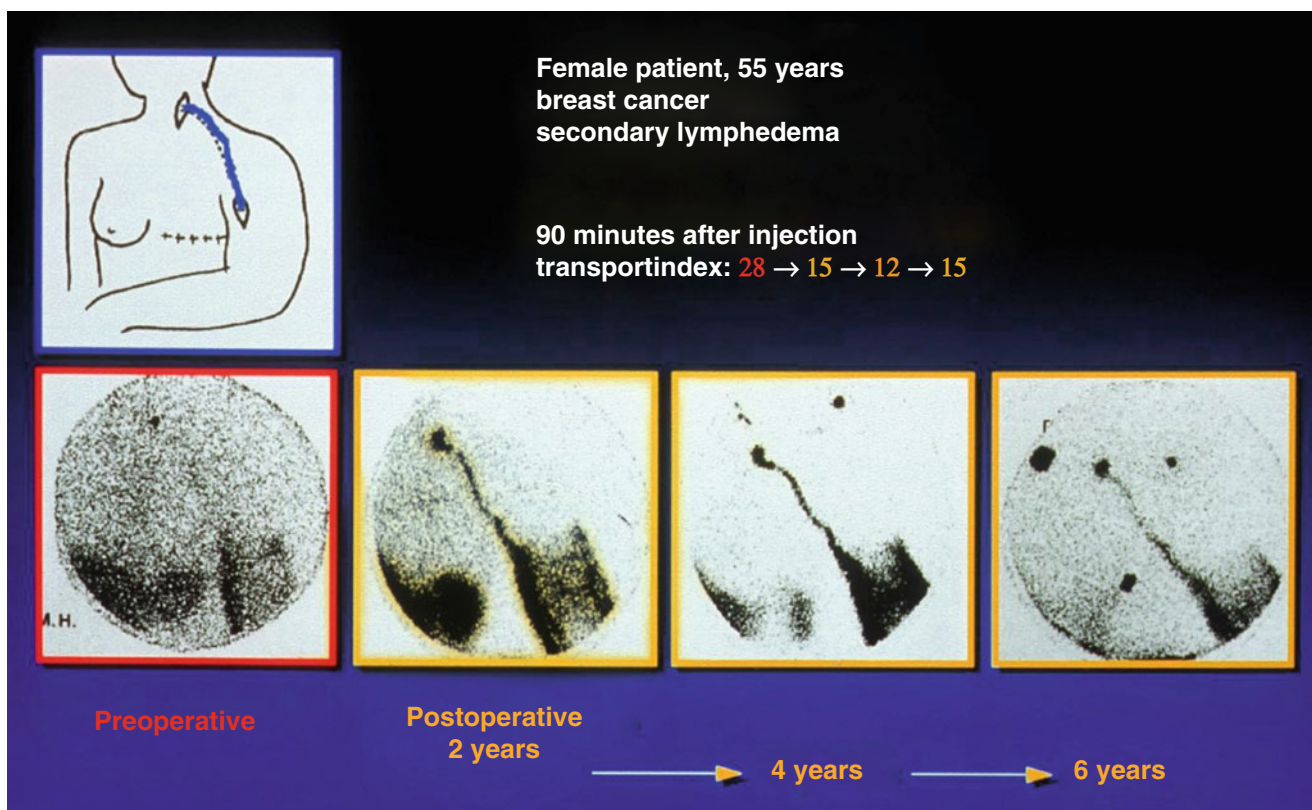 Female patient, 55 years
breast cancer
secondary lymphedema
90 minutes after injection
transportindex: 28 → 15 → 12 → 15
M.H.
Preoperative
Postoperative
2 years
4 years
6 years